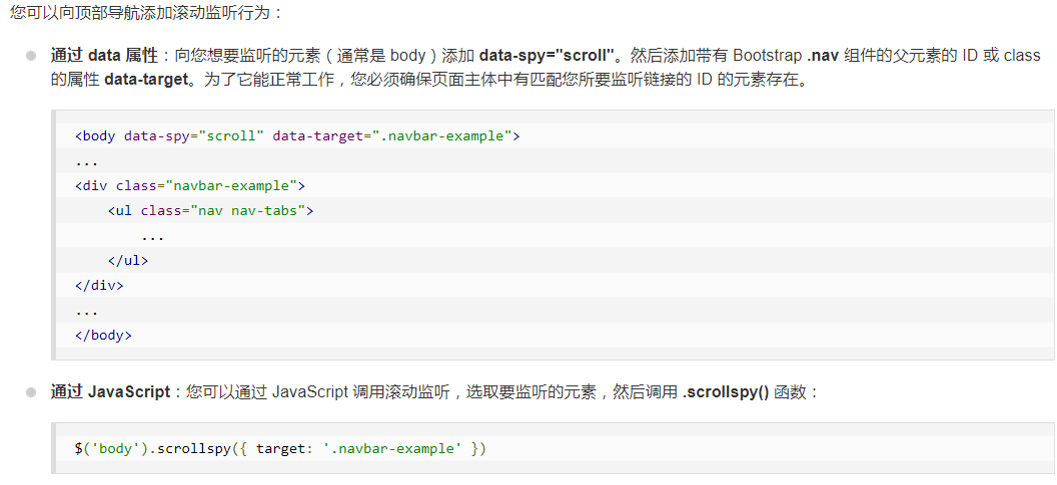 您可以向顶部导航添加滚动监听行为：
通过 data 属性：向您想要监听的元素（通常是 body）添加 data-spy="scroll"。然后添加带有 Bootstrap .nav 组件的父元素的 ID 或 class
的属性 data-target。为了它能正常工作，您必须确保页面主体中有匹配您所要监听链接的 ID 的元素存在。
<body data-spy="scroll" data-target=".navbar-example">
...
<div class="navbar-example">
    <ul class="nav nav-tabs">
        ...
    </ul>
</div>
...
</body>
通过 JavaScript：您可以通过 JavaScript 调用滚动监听，选取要监听的元素，然后调用 .scrollspy() 函数：
$('body').scrollspy({ target: '.navbar-example' })